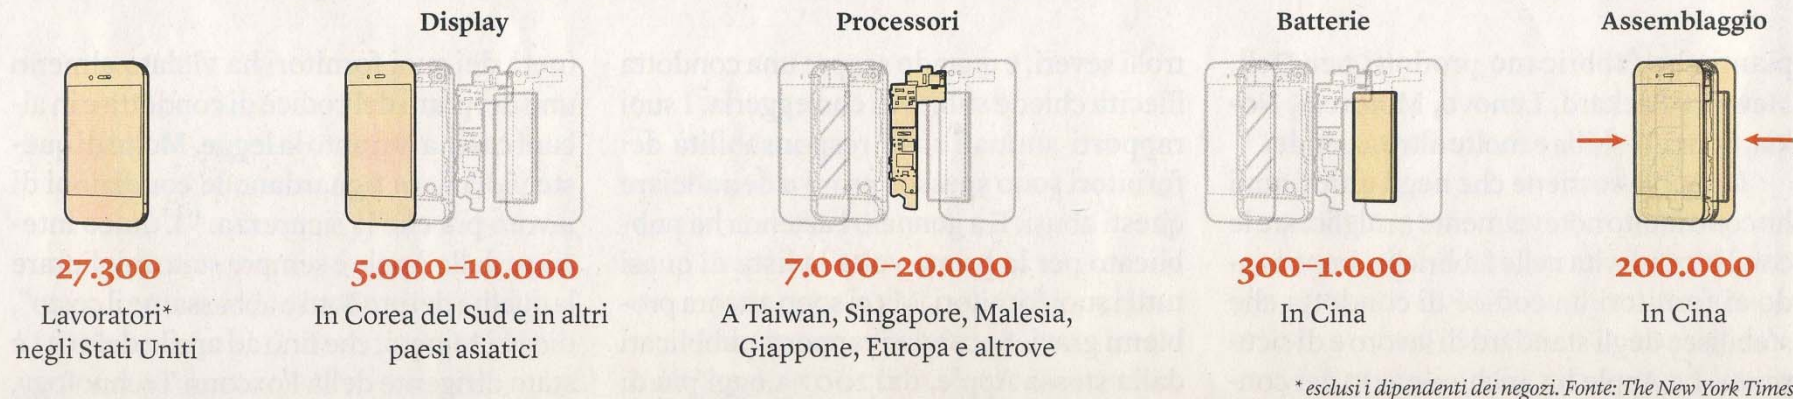 Display
Processori
Batterie
Assemblaggio
27.300
5.000–10.000
7.000–20.000
300–1.000
200.000
Lavoratori*
negli Stati Uniti
In Corea del Sud e in altri
paesi asiatici
A Taiwan, Singapore, Malesia,
Giappone, Europa e altrove
In Cina
In Cina
* esclusi i dipendenti dei negozi. Fonte: The New York Times